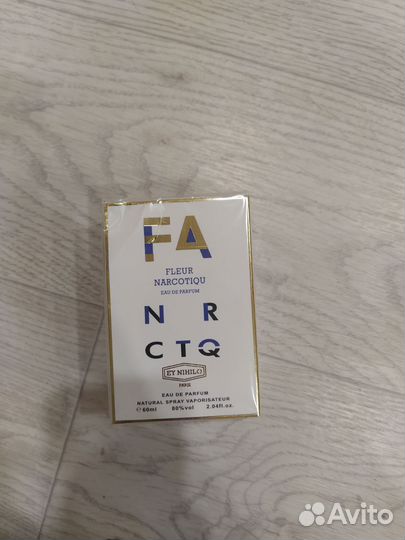 FA
FLEUR
NARCOTIQU
EAU DE PARFUM
N R
C T Q
EY NIHILO
PARIS
EAU DE PARFUM
NATURAL SPRAY VAPORISATEUR
℮ 60ml 80%vol 2.04fl.oz.
Avito